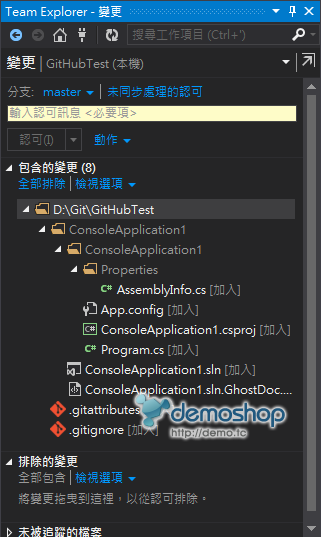 Team Explorer - 變更
搜尋工作項目 (Ctrl+')
變更 | GitHubTest (本機)
分支: master | 未同步處理的認可
輸入認可訊息 <必要項>
認可(I) | 動作
包含的變更 (8)
全部排除 | 檢視選項
D:\Git\GitHubTest
ConsoleApplication1
ConsoleApplication1
Properties
AssemblyInfo.cs [加入]
App.config [加入]
ConsoleApplication1.csproj [加入]
Program.cs [加入]
ConsoleApplication1.sln [加入]
ConsoleApplication1.sln.GhostDoc....
.gitattributes
demoshop
.gitignore [加入]
http://demo.tc
排除的變更
全部包含 | 檢視選項
將變更拖曳到這裡，以從認可排除。
未被追蹤的檔案